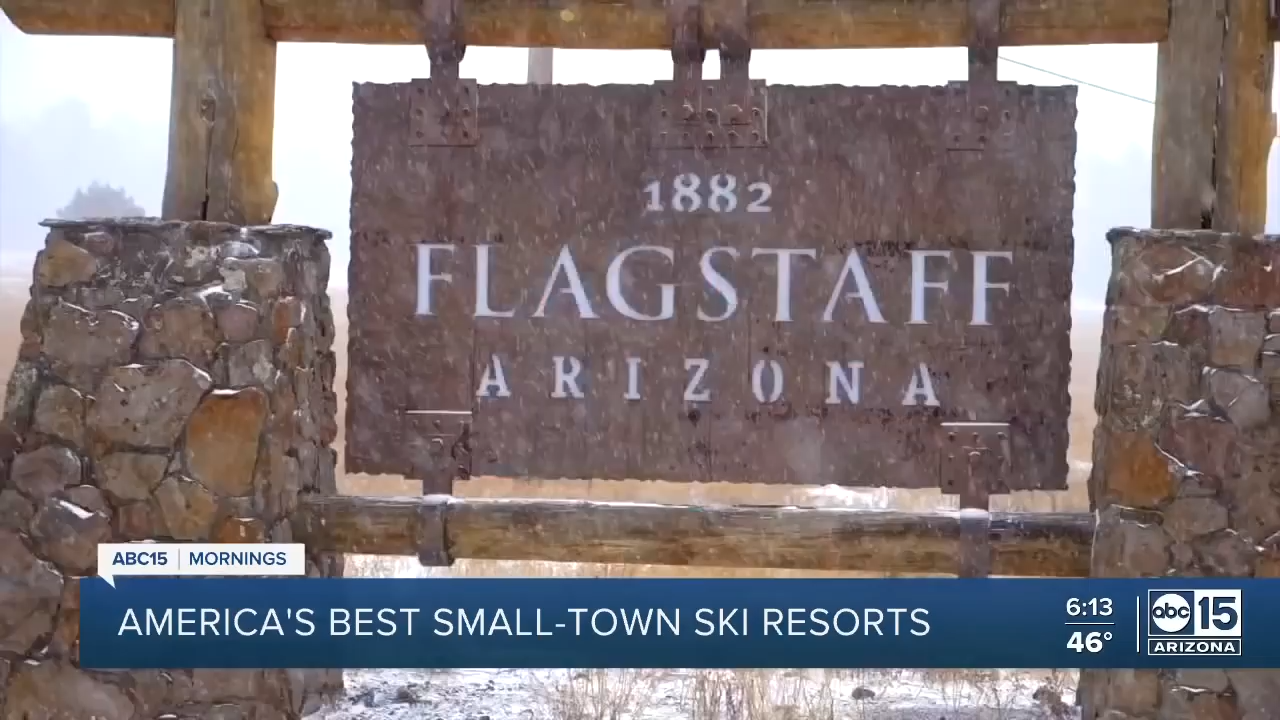 1882
FLAGSTAFF
ARIZONA
ABC15 | MORNINGS
AMERICA'S BEST SMALL-TOWN SKI RESORTS
6:13
46°
abc 15
ARIZONA